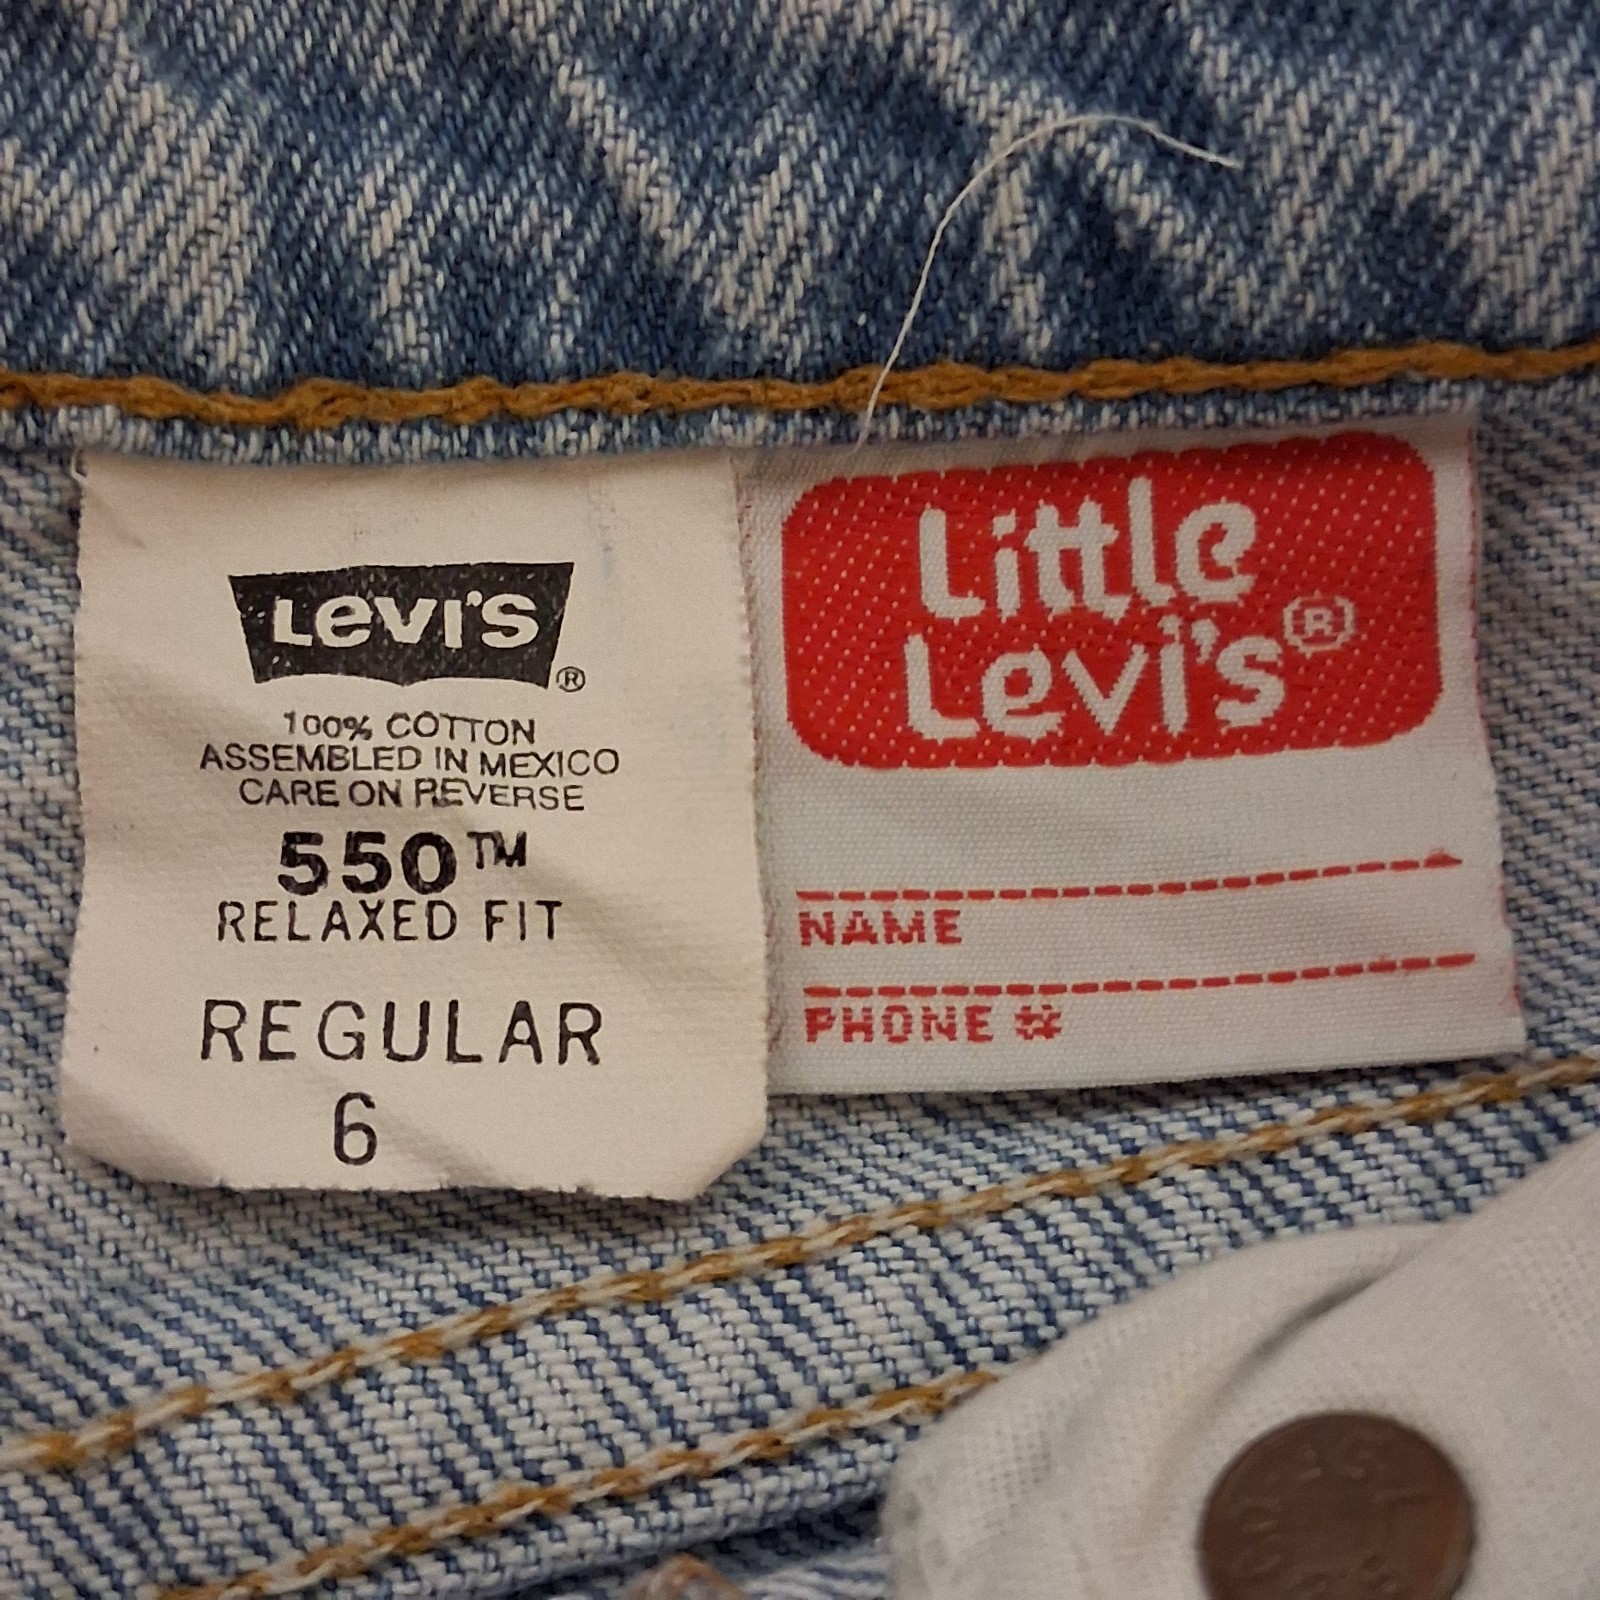 Levi's®
100% COTTON
ASSEMBLED IN MEXICO
CARE ON REVERSE
550™
RELAXED FIT
REGULAR
6
Little
Levi's®
NAME
PHONE #